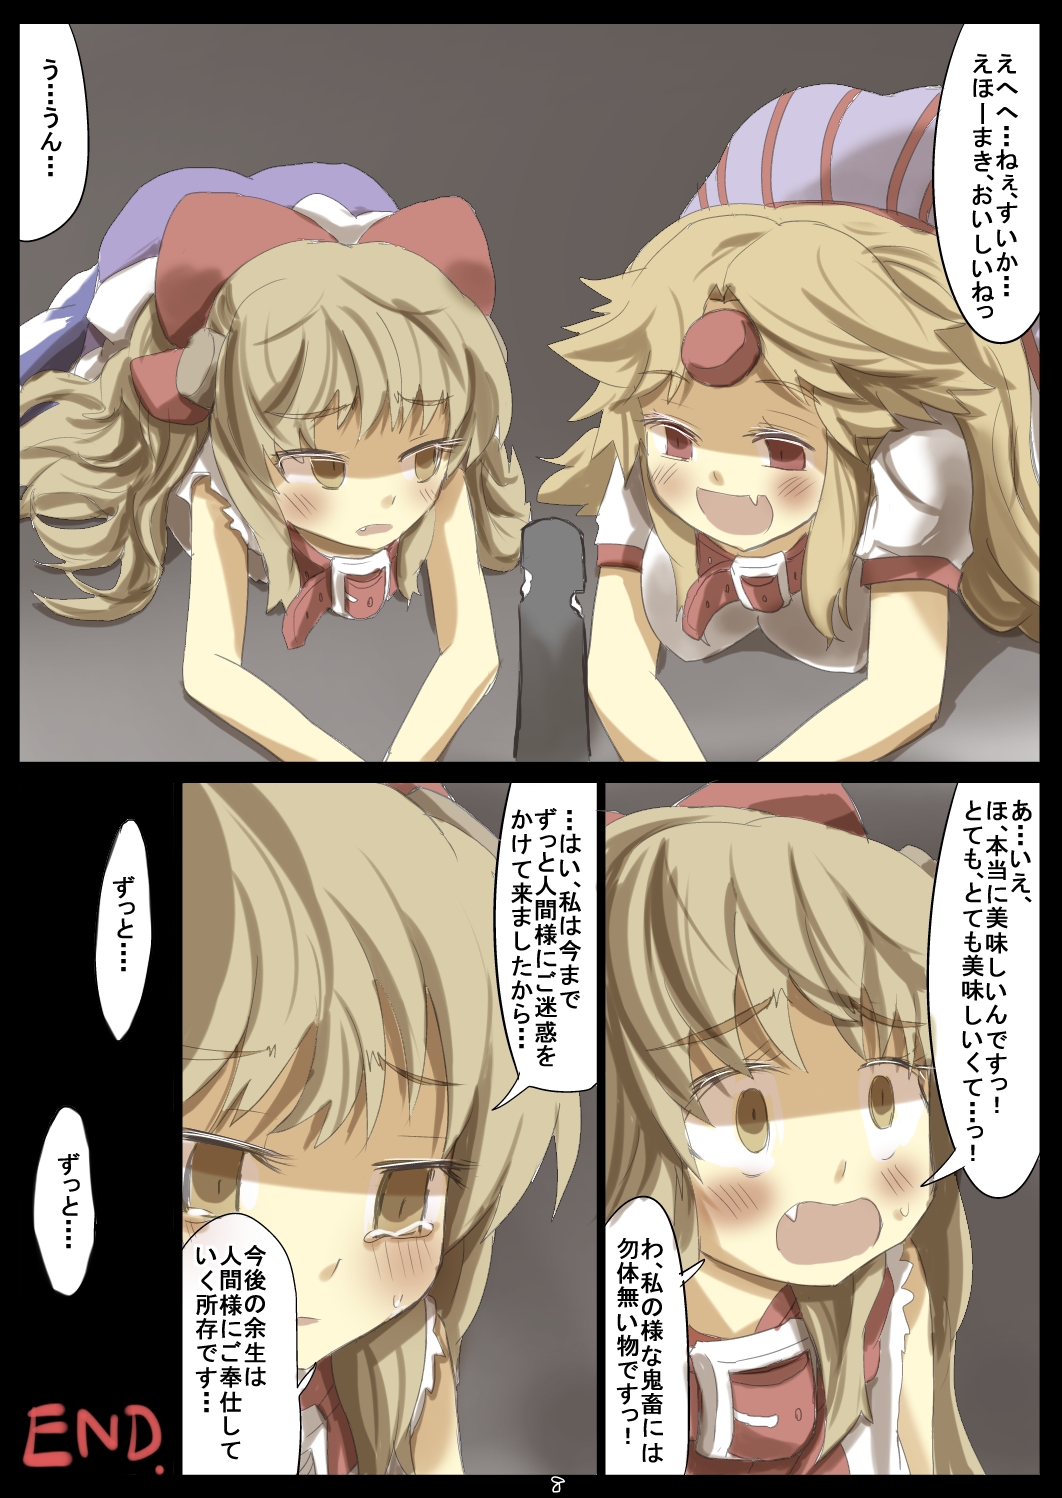 えへへ…ねぇ、すいか…
えほーまき、おいしいねっ
う…うん…
あ…いえ、
ほ、本当に美味しいんですっ！
とても、とても美味しいくて…っ！
わ、私の様な鬼畜には
勿体無い物ですっ！
…はい、私は今まで
ずっと人間様にご迷惑を
かけて来ましたから…
今後の余生は
人間様にご奉仕して
いく所存です…
ずっと……
ずっと……
END.
8